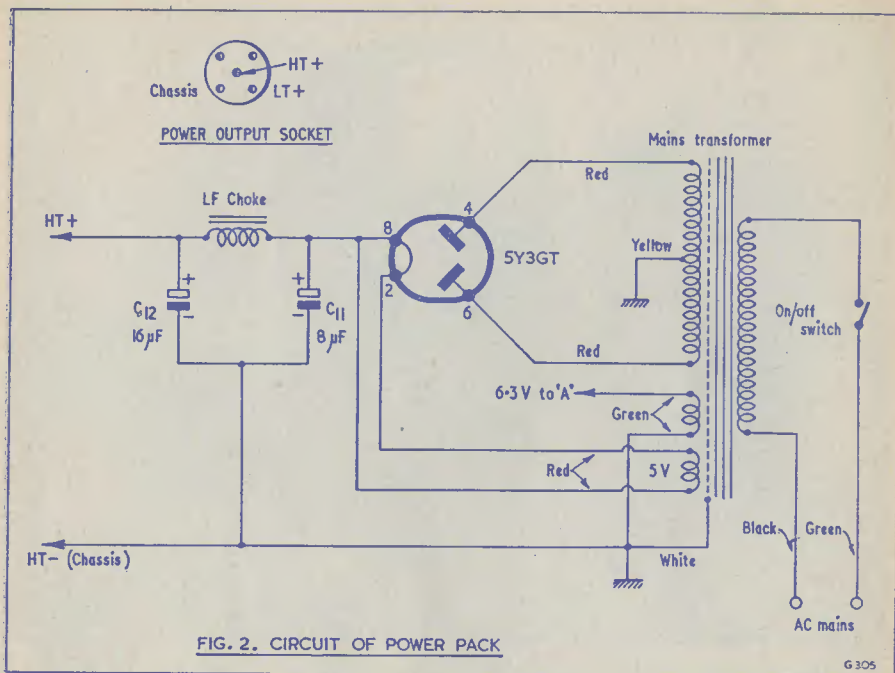 HT+
Chassis
LT+
POWER OUTPUT SOCKET
Mains transformer
LF Choke
Red
HT+
8
4
5Y3GT
Yellow
2
6
+
+
C12
16μF
-
C11
8μF
-
On/off
switch
Red
6·3 V to "A"
Green
Red
5 V
Black
Green
HT- (Chassis)
White
AC mains
FIG. 2. CIRCUIT OF POWER PACK
G305